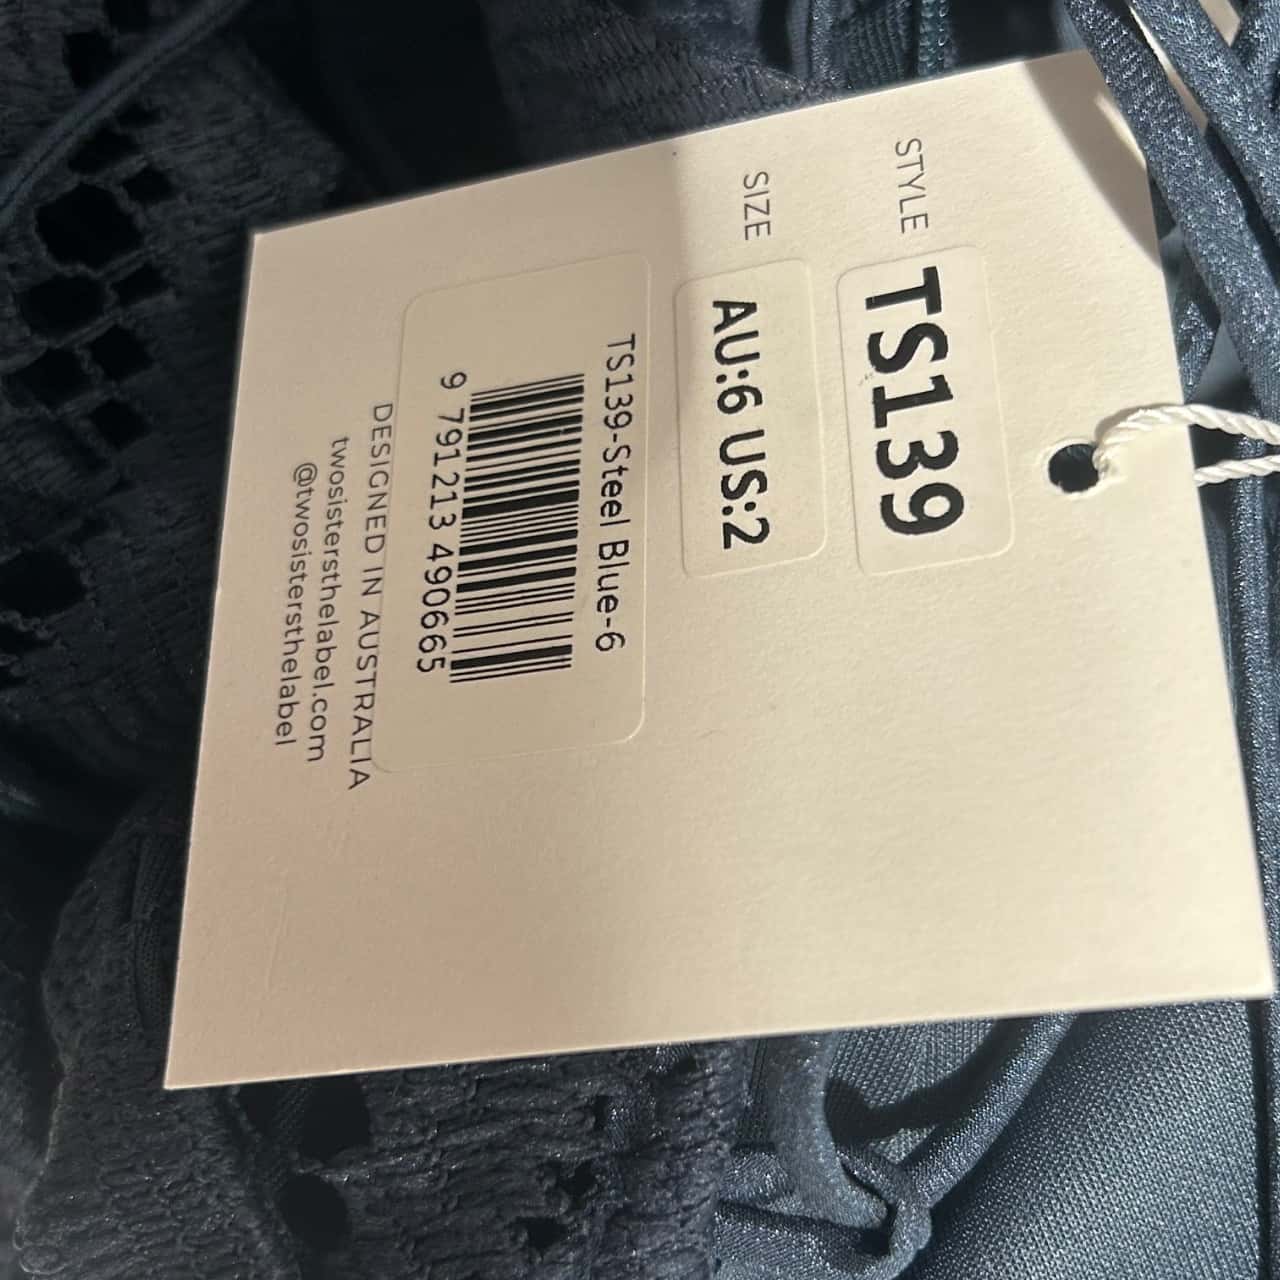 STYLE TS139
SIZE AU:6 US:2
TS139-Steel Blue-6
9 791213 490665
DESIGNED IN AUSTRALIA
twosistersthelabel.com
@twosistersthelabel